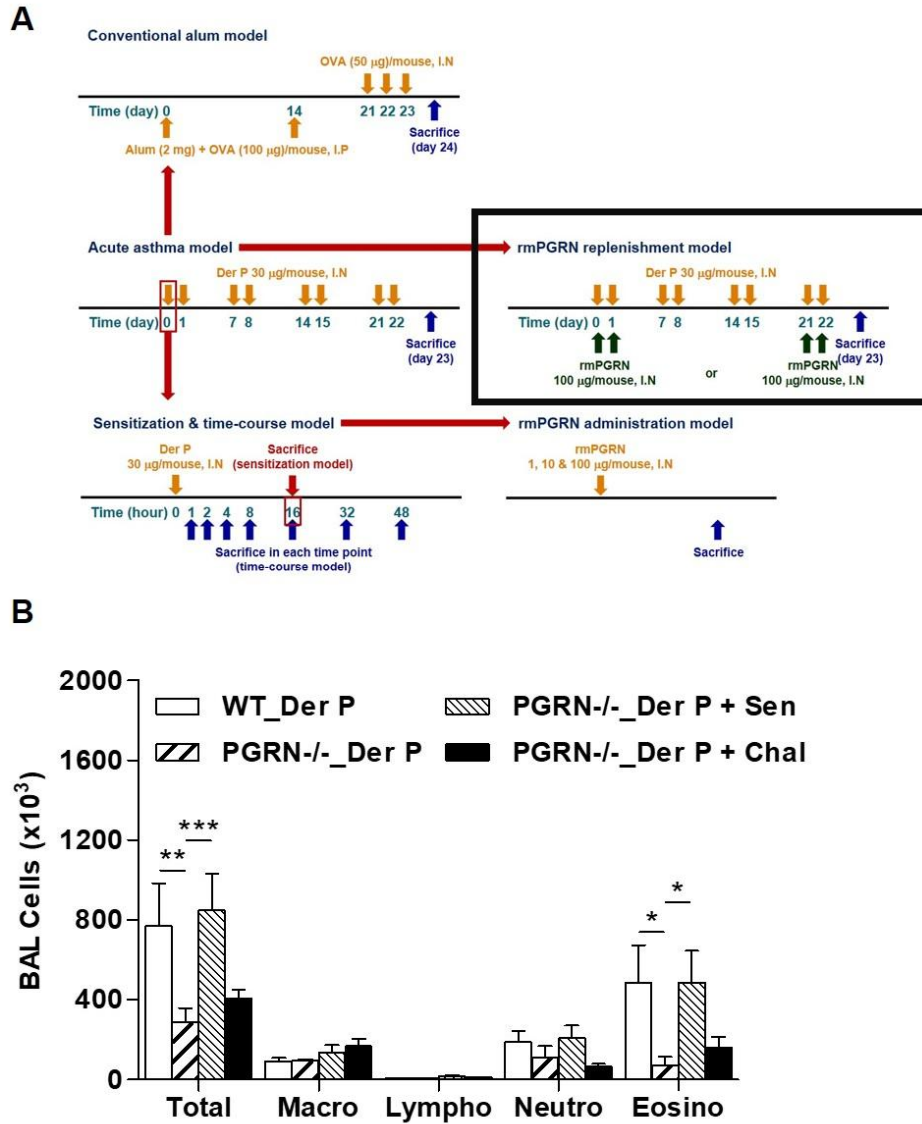 A
Conventional alum model
OVA (50 μg)/mouse, I.N
Time (day) 0 14 21 22 23
Sacrifice
(day 24)
Alum (2 mg) + OVA (100 μg)/mouse, I.P
Acute asthma model
Der P 30 μg/mouse, I.N
Time (day) 0 1 7 8 14 15 21 22
Sacrifice
(day 23)
rmPGRN replenishment model
Der P 30 μg/mouse, I.N
Time (day) 0 1 7 8 14 15 21 22
Sacrifice
(day 23)
rmPGRN
100 μg/mouse, I.N
or
rmPGRN
100 μg/mouse, I.N
Sensitization & time-course model
Der P
30 μg/mouse, I.N
Sacrifice
(sensitization model)
Time (hour) 0 1 2 4 8 16 32 48
Sacrifice in each time point
(time-course model)
rmPGRN administration model
rmPGRN
1, 10 & 100 μg/mouse, I.N
Sacrifice
B
BAL Cells (x10³)
2000
1600
1200
800
400
0
WT_Der P
PGRN-/-_Der P
PGRN-/-_Der P + Sen
PGRN-/-_Der P + Chal
** ***
* *
Total Macro Lympho Neutro Eosino